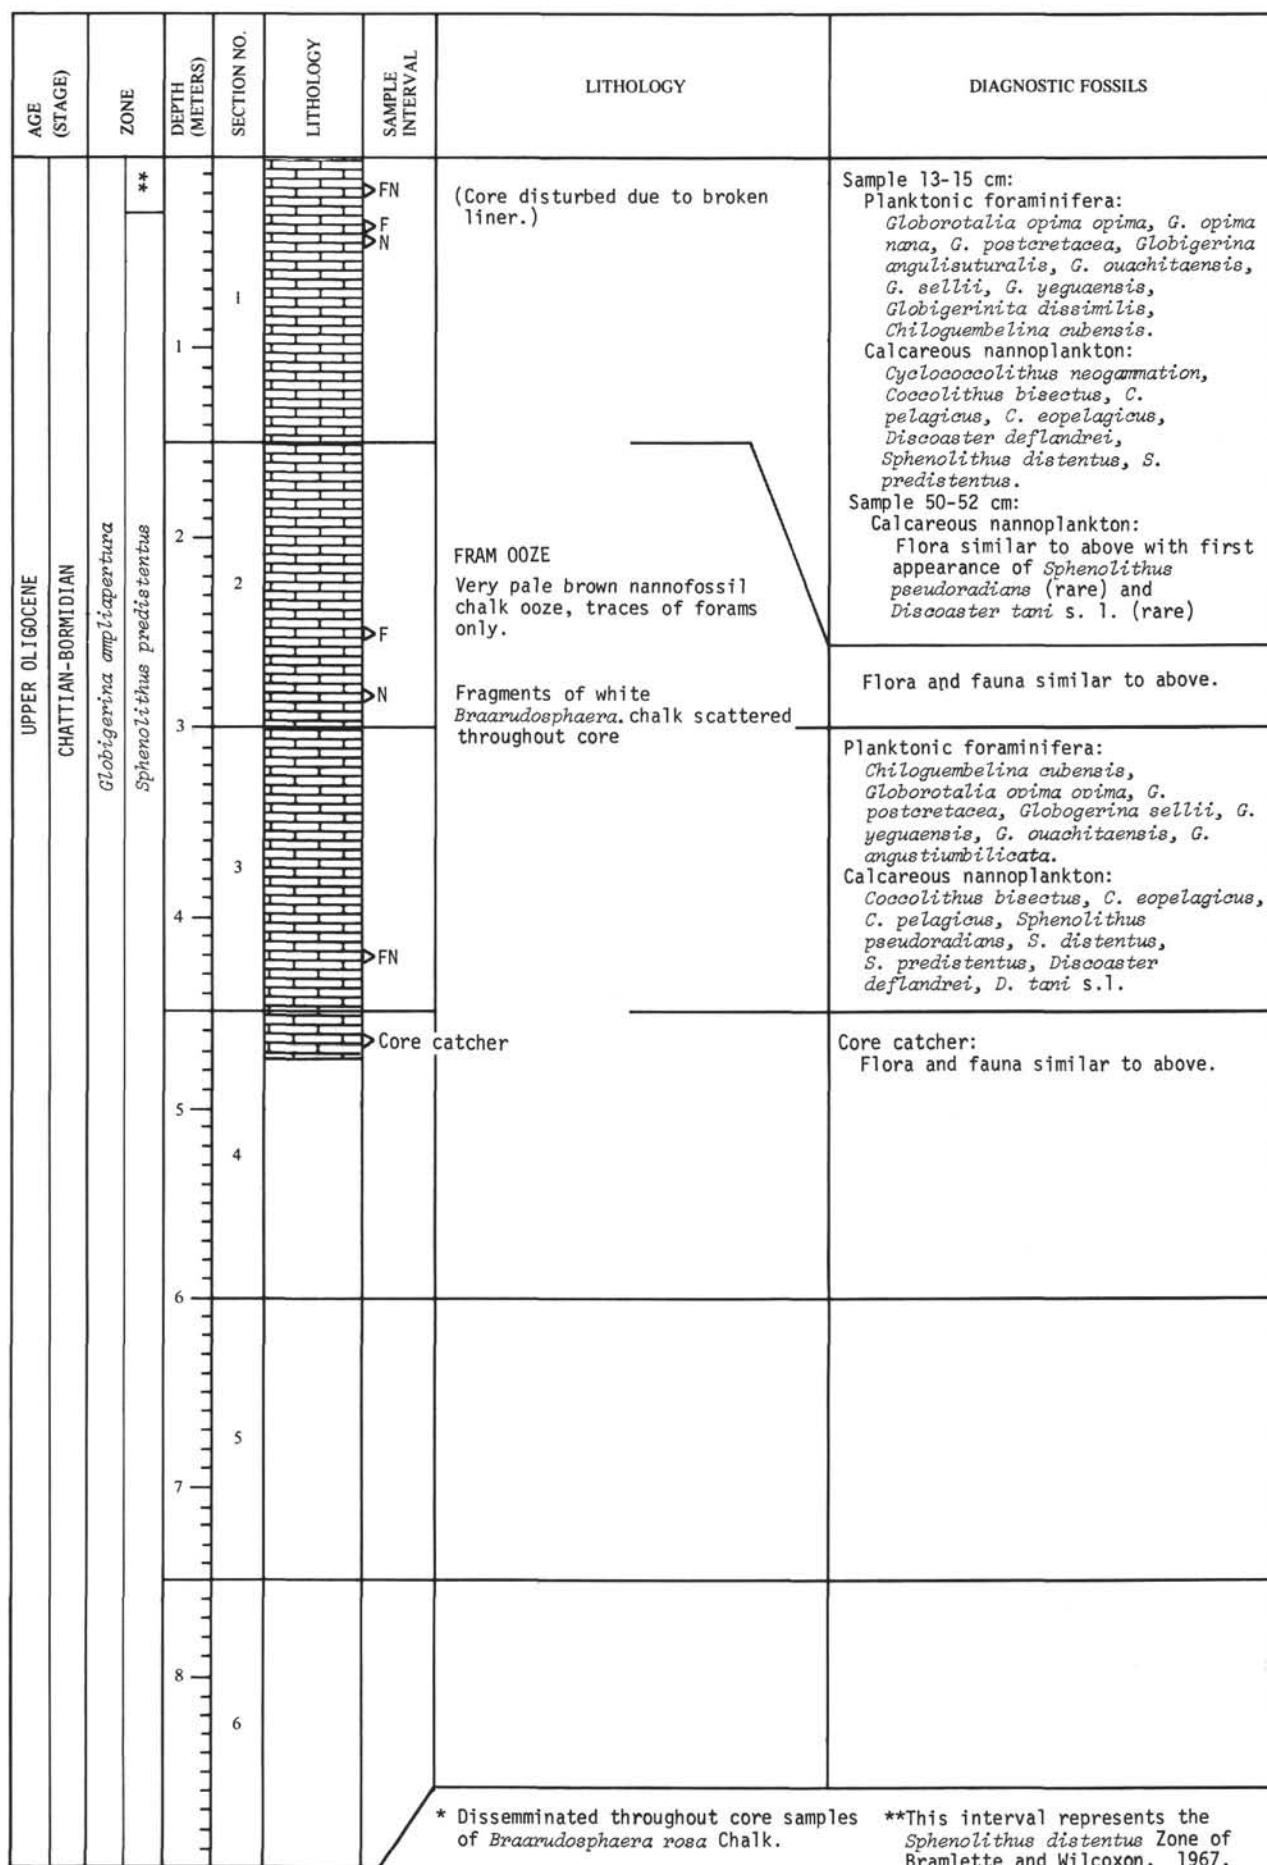 AGE
(STAGE)
ZONE
DEPTH
(METERS)
SECTION NO.
LITHOLOGY
SAMPLE
INTERVAL
LITHOLOGY
DIAGNOSTIC FOSSILS
UPPER OLIGOCENE
CHATTIAN-BORMIDIAN
Globigerina ampliapertura
**
Sphenolithus predistentus
1
2
3
4
5
6
7
8
1
2
3
4
5
6
FN
F
N
F
N
FN
Core catcher
(Core disturbed due to broken
liner.)
FRAM OOZE
Very pale brown nannofossil
chalk ooze, traces of forams
only.
Fragments of white
Braarudosphaera. chalk scattered
throughout core
Sample 13-15 cm:
Planktonic foraminifera:
Globorotalia opima opima, G. opima
nana, G. postcretacea, Globigerina
angulisuturalis, G. ouachitaensis,
G. sellii, G. yeguaensis,
Globigerinita dissimilis,
Chiloguembelina cubensis.
Calcareous nannoplankton:
Cyclococcolithus neogammation,
Coccolithus bisectus, C.
pelagicus, C. eopelagicus,
Discoaster deflandrei,
Sphenolithus distentus, S.
predistentus.
Sample 50-52 cm:
Calcareous nannoplankton:
Flora similar to above with first
appearance of Sphenolithus
pseudoradians (rare) and
Discoaster tani s. l. (rare)
Flora and fauna similar to above.
Planktonic foraminifera:
Chiloguembelina cubensis,
Globorotalia ovima ovima, G.
postcretacea, Globogerina sellii, G.
yeguaensis, G. ouachitaensis, G.
angustiumbilicata.
Calcareous nannoplankton:
Coccolithus bisectus, C. eopelagicus,
C. pelagicus, Sphenolithus
pseudoradians, S. distentus,
S. predistentus, Discoaster
deflandrei, D. tani s.l.
Core catcher:
Flora and fauna similar to above.
* Dissemminated throughout core samples
of Braarudosphaera rosa Chalk.
**This interval represents the
Sphenolithus distentus Zone of
Bramlette and Wilcoxon, 1967.